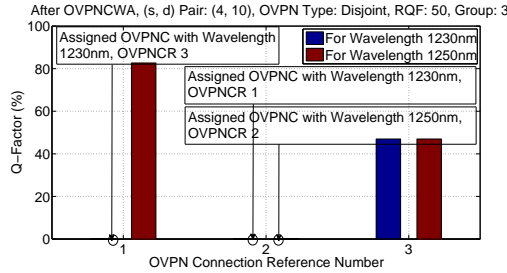 After OVPNCWA, (s, d) Pair: (4, 10), OVPN Type: Disjoint, RQF: 50, Group: 3
Assigned OVPNC with Wavelength
1230nm, OVPNCR 3
For Wavelength 1230nm
For Wavelength 1250nm
Assigned OVPNC with Wavelength 1230nm,
OVPNCR 1
Assigned OVPNC with Wavelength 1250nm,
OVPNCR 2
100
80
60
40
20
0
Q−Factor (%)
1
2
3
OVPN Connection Reference Number